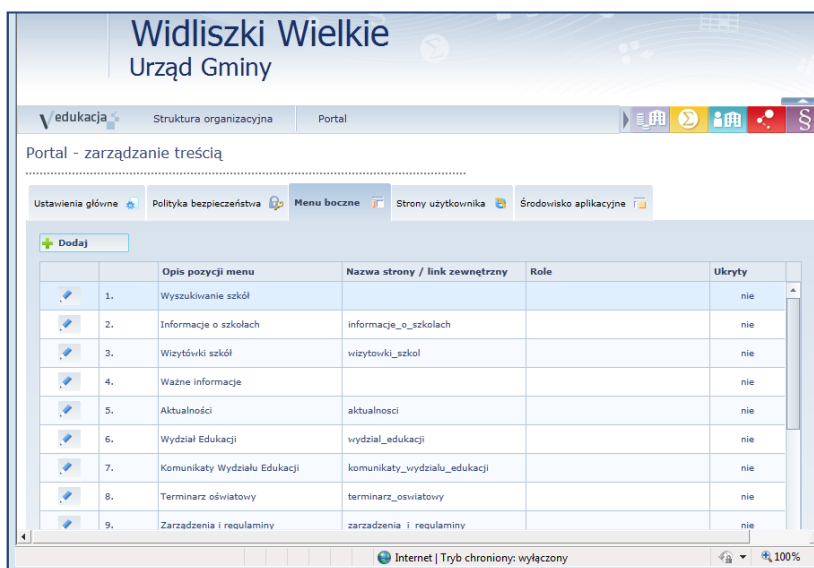 Widliszki Wielkie
Urząd Gminy
Vedukacja Struktura organizacyjna Portal
Portal - zarządzanie treścią
Ustawienia główne Polityka bezpieczeństwa Menu boczne Strony użytkownika Środowisko aplikacyjne
Dodaj
Opis pozycji menu Nazwa strony / link zewnętrzny Role Ukryty
1. Wyszukiwanie szkół nie
2. Informacje o szkołach informacje_o_szkolach nie
3. Wizytówki szkół wizytowki_szkol nie
4. Ważne informacje nie
5. Aktualności aktualnosci nie
6. Wydział Edukacji wydzial_edukacji nie
7. Komunikaty Wydziału Edukacji komunikaty_wydzialu_edukacji nie
8. Terminarz oświatowy terminarz_oswiatowy nie
9. Zarządzenia i regulaminy zarzadzenia_i_regulaminy nie
Internet | Tryb chroniony: wyłączony 100%